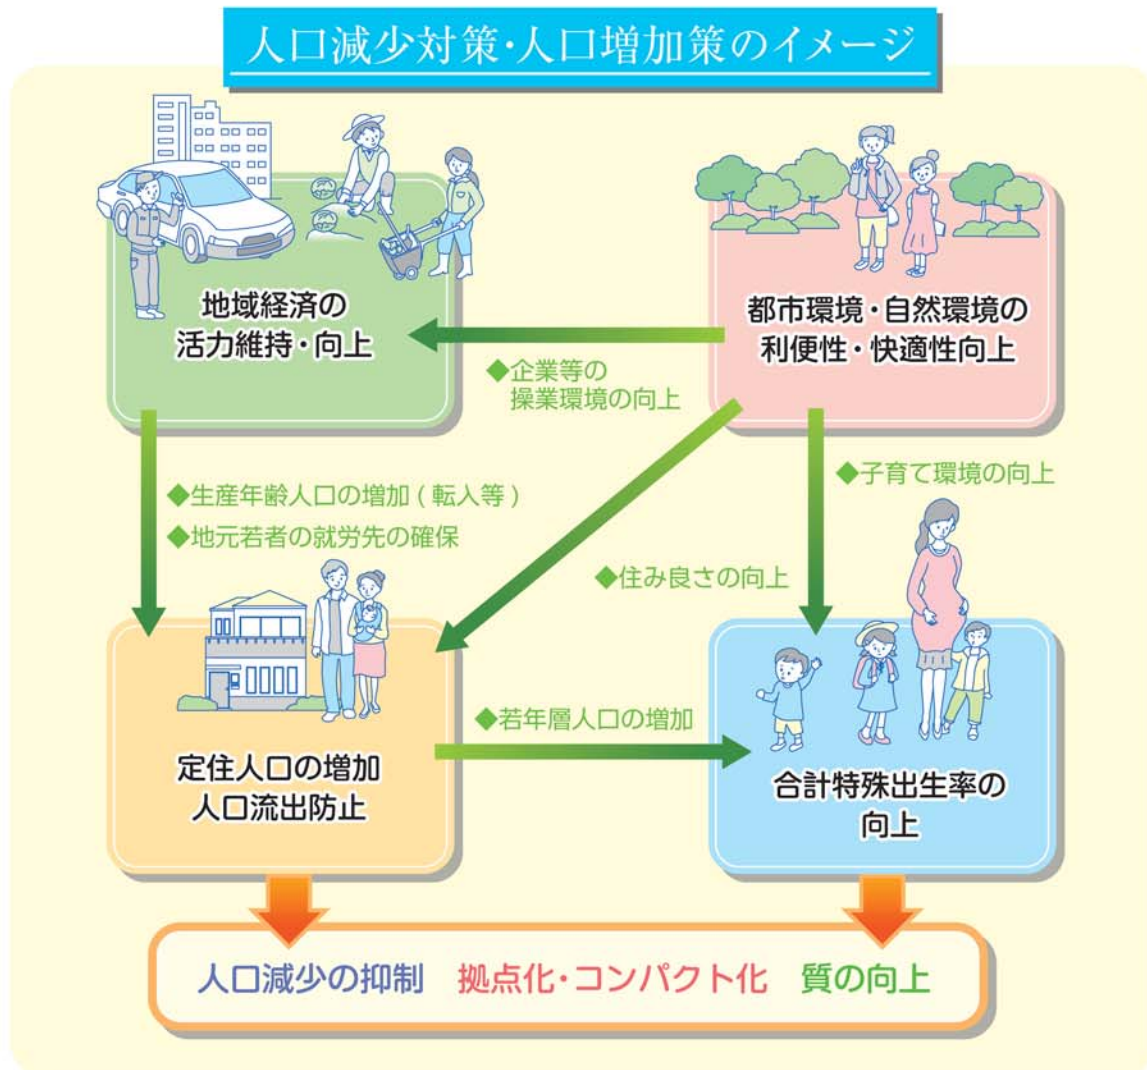 人口減少対策・人口増加策のイメージ
地域経済の
活力維持・向上
都市環境・自然環境の
利便性・快適性向上
◆企業等の
操業環境の向上
◆子育て環境の向上
◆生産年齢人口の増加(転入等)
◆地元若者の就労先の確保
◆住み良さの向上
◆若年層人口の増加
定住人口の増加
人口流出防止
合計特殊出生率の
向上
人口減少の抑制 拠点化・コンパクト化 質の向上